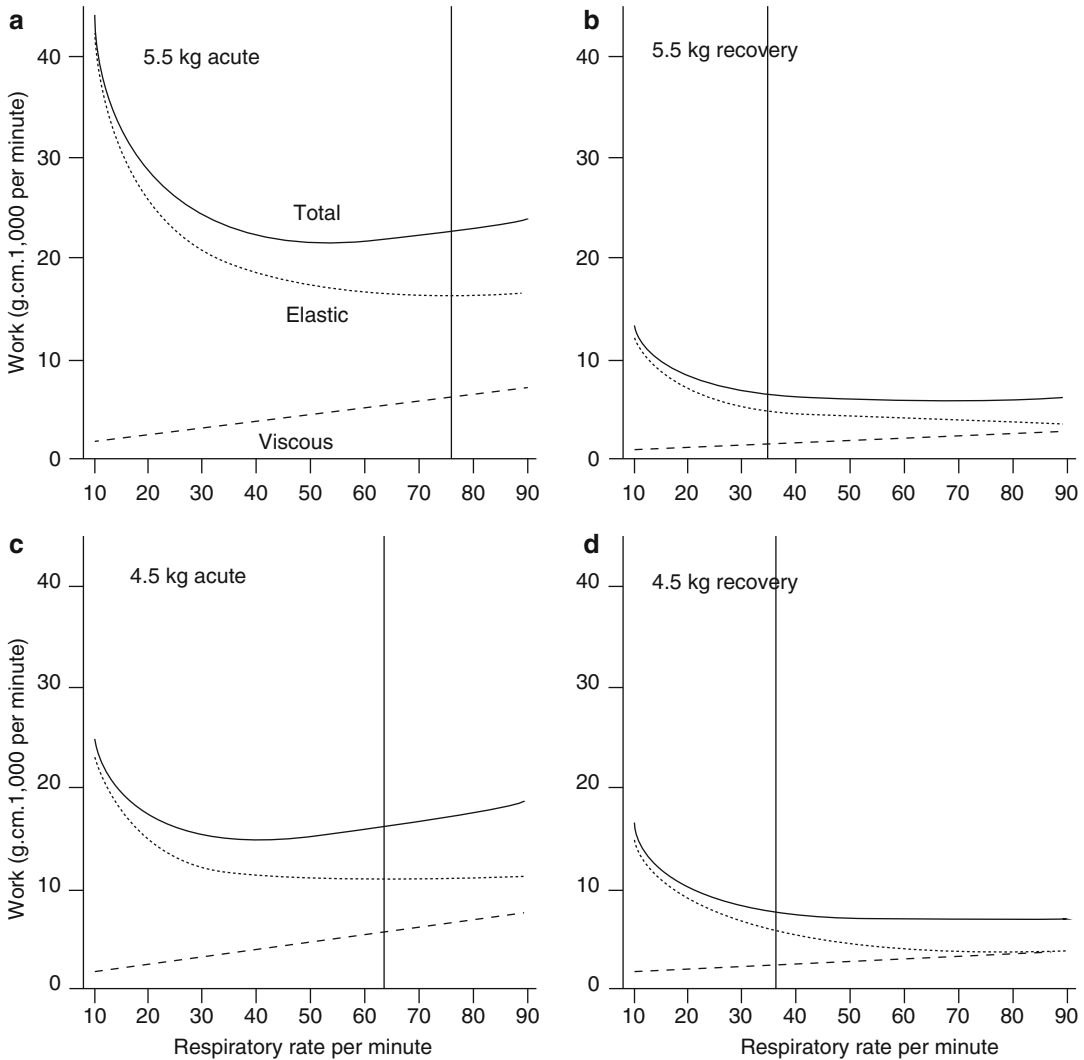 a
5.5 kg acute
40
30
20
10
0
Work (g.cm.1,000 per minute)
Total
Elastic
Viscous
10 20 30 40 50 60 70 80 90
b
5.5 kg recovery
40
30
20
10
0
10 20 30 40 50 60 70 80 90
c
4.5 kg acute
40
30
20
10
0
Work (g.cm.1,000 per minute)
10 20 30 40 50 60 70 80 90
Respiratory rate per minute
d
4.5 kg recovery
40
30
20
10
0
10 20 30 40 50 60 70 80 90
Respiratory rate per minute